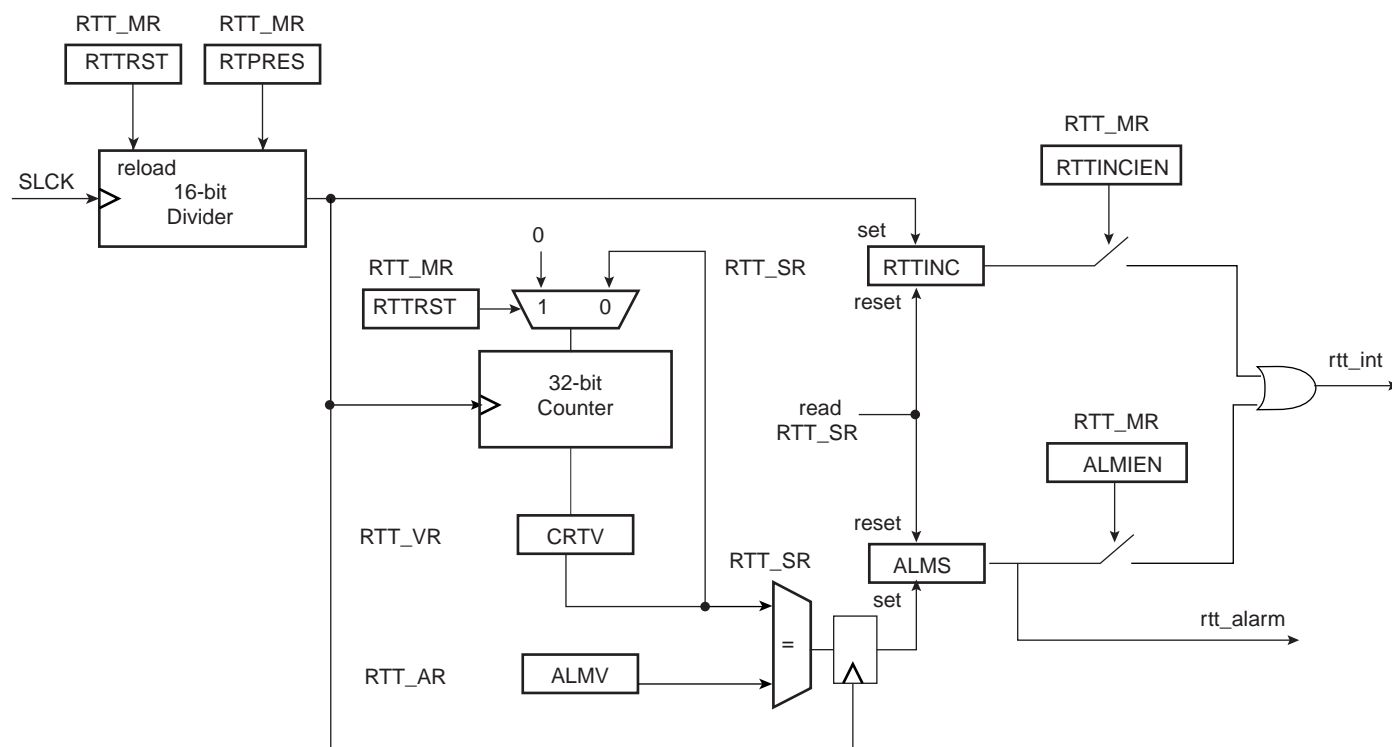 RTT_MR
RTT_MR
RTTRST
RTPRES
reload
SLCK
16-bit
Divider
RTT_MR
RTTINCIEN
0
set
RTT_MR
RTT_SR
RTTINC
RTTRST
1
0
reset
32-bit
Counter
rtt_int
read
RTT_SR
RTT_MR
ALMIEN
reset
RTT_VR
CRTV
RTT_SR
ALMS
set
rtt_alarm
=
RTT_AR
ALMV